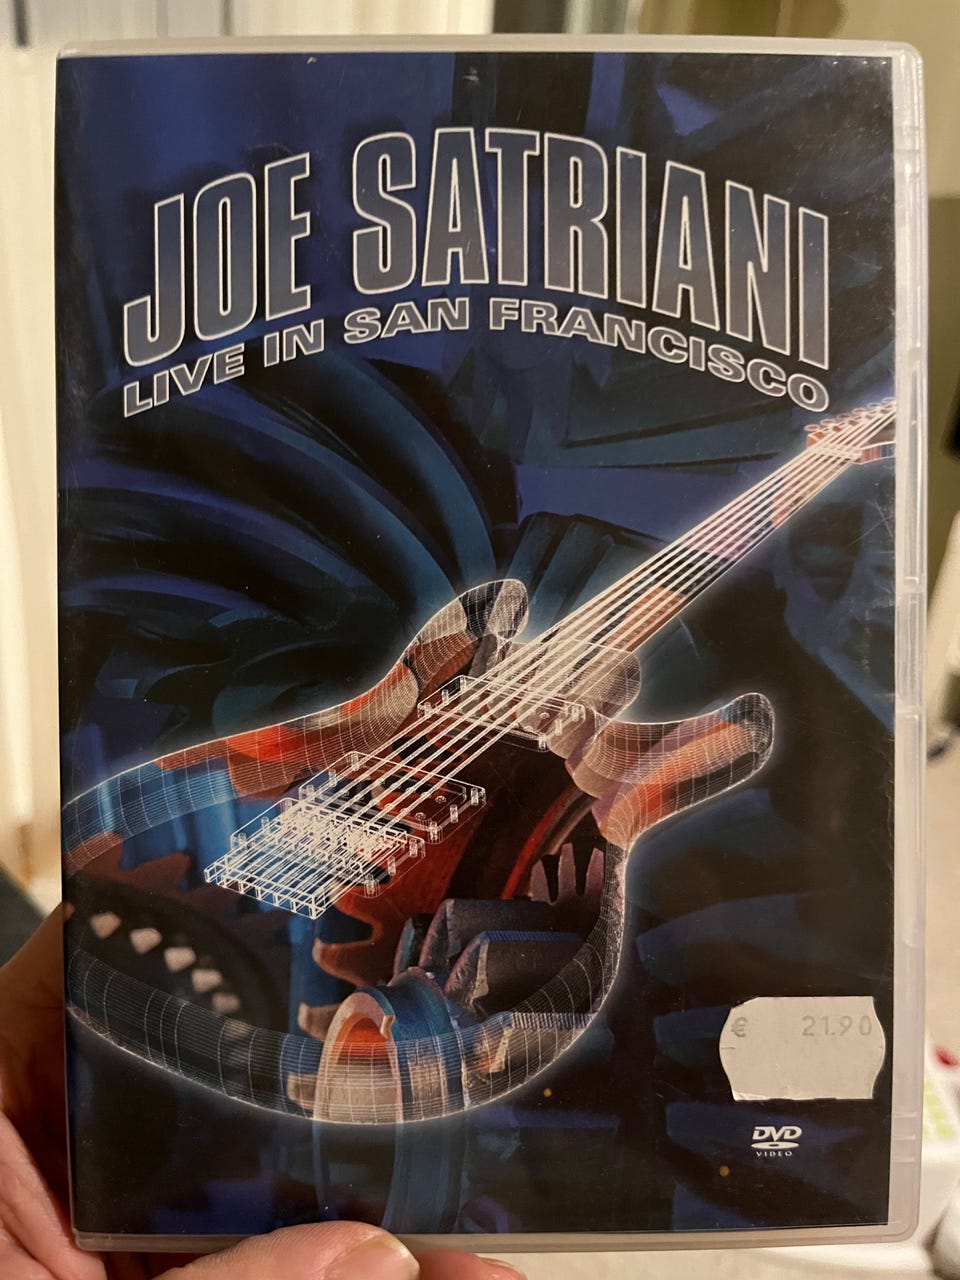 JOE SATRIANI
LIVE IN SAN FRANCISCO
€ 21.90
DVD
VIDEO